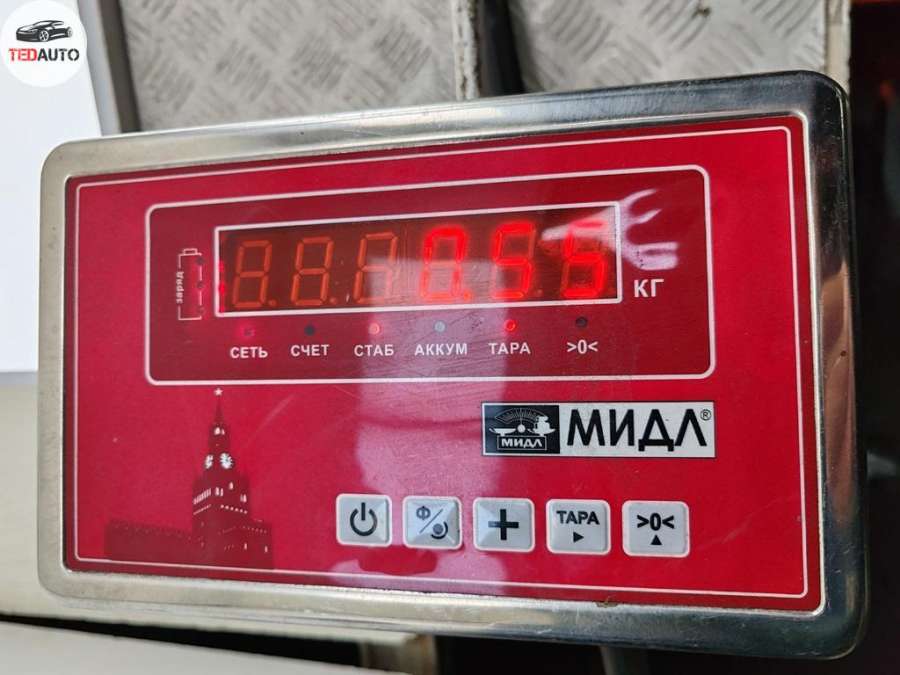 TEDAUTO
заряд
0.55 КГ
СЕТЬ СЧЕТ СТАБ АККУМ ТАРА >0<
МИДЛ МИДЛ®
Ф + ТАРА >0<